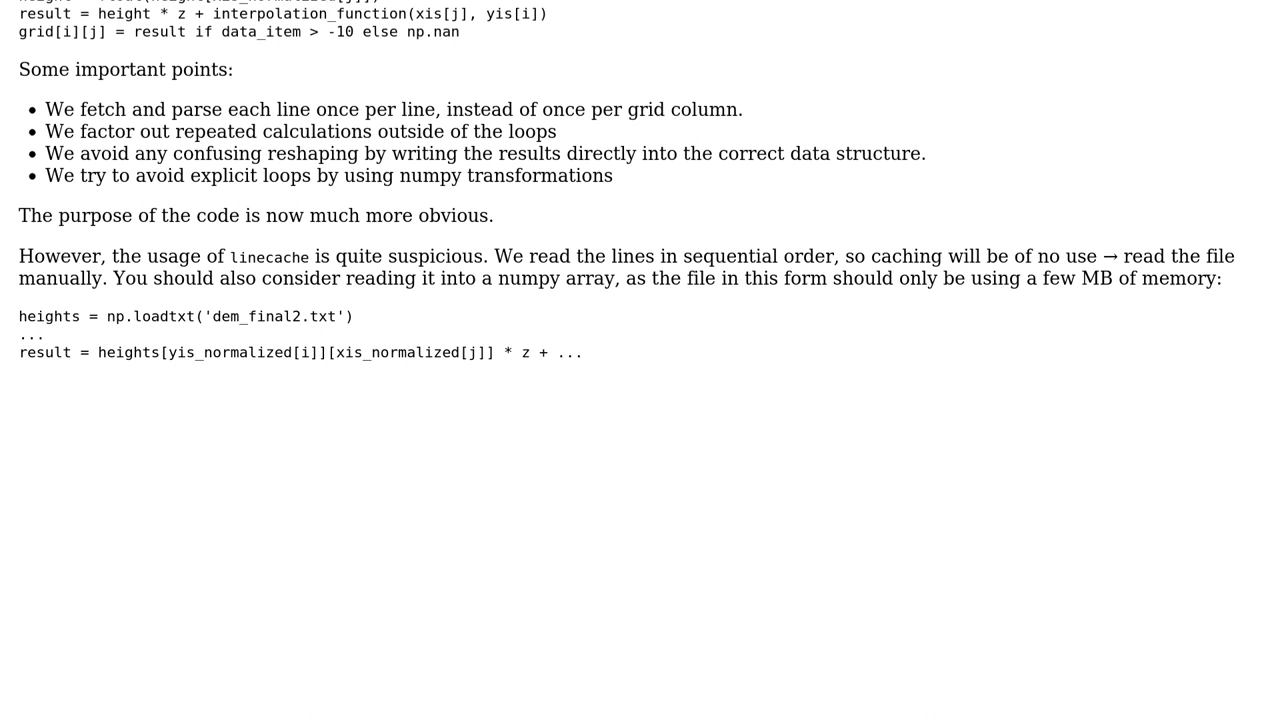 result = height * z + interpolation_function(xis[j], yis[i])
grid[i][j] = result if data_item > -10 else np.nan
Some important points:
• We fetch and parse each line once per line, instead of once per grid column.
• We factor out repeated calculations outside of the loops
• We avoid any confusing reshaping by writing the results directly into the correct data structure.
• We try to avoid explicit loops by using numpy transformations
The purpose of the code is now much more obvious.
However, the usage of linecache is quite suspicious. We read the lines in sequential order, so caching will be of no use → read the file
manually. You should also consider reading it into a numpy array, as the file in this form should only be using a few MB of memory:
heights = np.loadtxt('dem_final2.txt')
...
result = heights[yis_normalized[i]][xis_normalized[j]] * z + ...